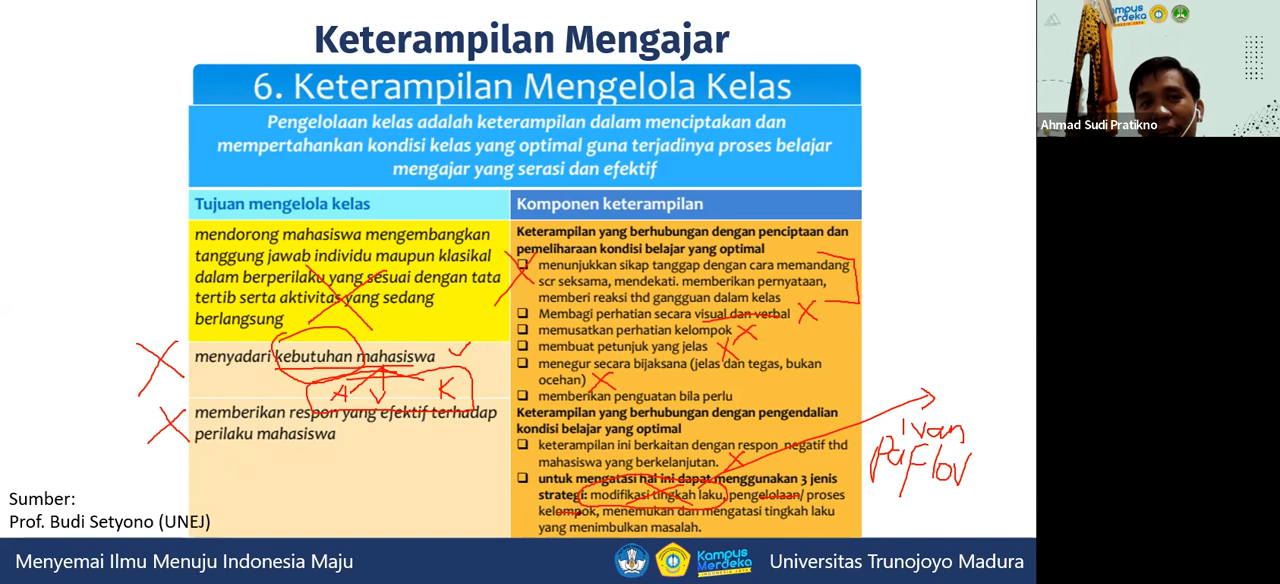 Keterampilan Mengajar
6. Keterampilan Mengelola Kelas
Pengelolaan kelas adalah keterampilan dalam menciptakan dan
mempertahankan kondisi kelas yang optimal guna terjadinya proses belajar
mengajar yang serasi dan efektif
Tujuan mengelola kelas
mendorong mahasiswa mengembangkan
tanggung jawab individu maupun klasikal
dalam berperilaku yang sesuai dengan tata
tertib serta aktivitas yang sedang
berlangsung
menyadari kebutuhan mahasiswa
A V K
memberikan respon yang efektif terhadap
perilaku mahasiswa
Komponen keterampilan
Keterampilan yang berhubungan dengan penciptaan dan
pemeliharaan kondisi belajar yang optimal
menunjukkan sikap tanggap dengan cara memandang
scr seksama, mendekati. memberikan pernyataan,
memberi reaksi thd gangguan dalam kelas
Membagi perhatian secara visual dan verbal
memusatkan perhatian kelompok
membuat petunjuk yang jelas
menegur secara bijaksana (jelas dan tegas, bukan
ocehan)
memberikan penguatan bila perlu
Keterampilan yang berhubungan dengan pengendalian
kondisi belajar yang optimal
keterampilan ini berkaitan dengan respon negatif thd
mahasiswa yang berkelanjutan.
untuk mengatasi hal ini dapat menggunakan 3 jenis
strategi: modifikasi tingkah laku, pengelolaan/ proses
kelompok, menemukan dan mengatasi tingkah laku
yang menimbulkan masalah.
Ivan
Paflov
Sumber:
Prof. Budi Setyono (UNEJ)
Menyemai Ilmu Menuju Indonesia Maju
Kampus
Merdeka
INDONESIA JAYA
Universitas Trunojoyo Madura
Kampus
Merdeka
Ahmad Sudi Pratikno